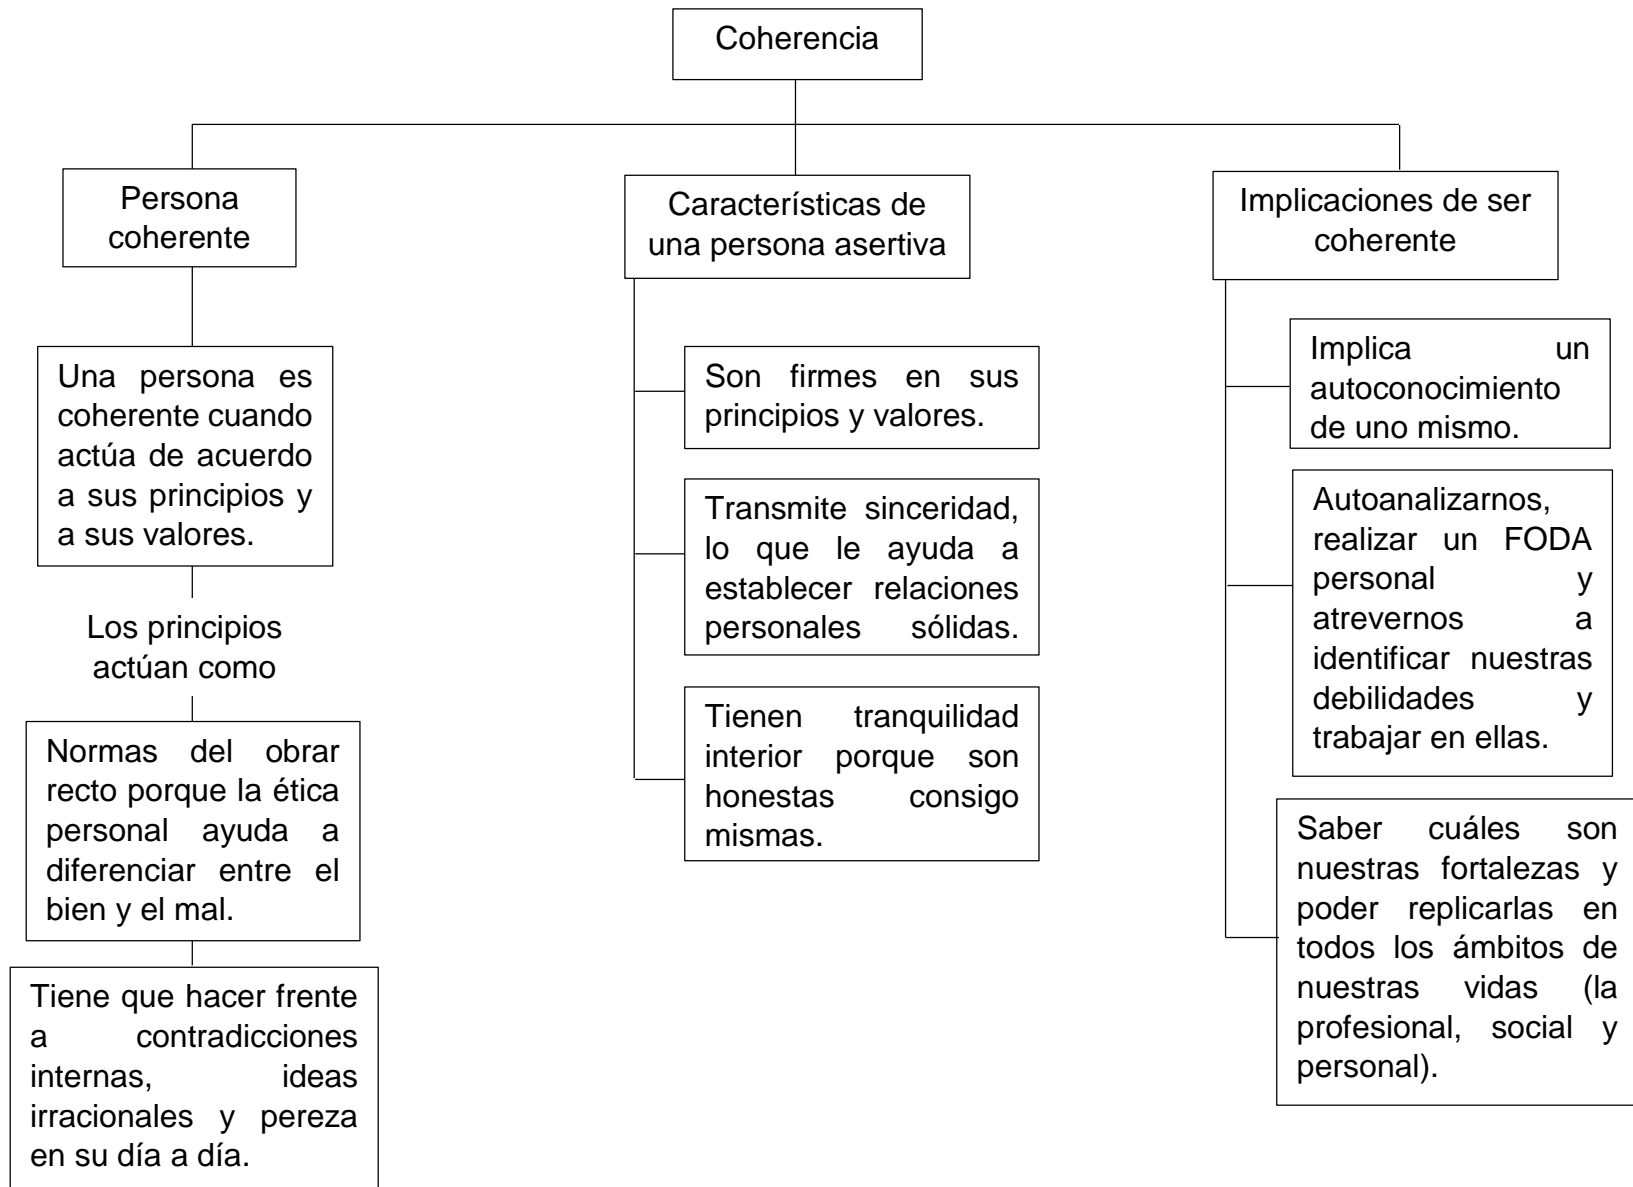 Coherencia
Persona
coherente
Una persona es
coherente cuando
actúa de acuerdo
a sus principios y
a sus valores.
Los principios
actúan como
Normas del obrar
recto porque la ética
personal ayuda a
diferenciar entre el
bien y el mal.
Tiene que hacer frente
a contradicciones
internas, ideas
irracionales y pereza
en su día a día.
Características de
una persona asertiva
Son firmes en sus
principios y valores.
Transmite sinceridad,
lo que le ayuda a
establecer relaciones
personales sólidas.
Tienen tranquilidad
interior porque son
honestas consigo
mismas.
Implicaciones de ser
coherente
Implica un
autoconocimiento
de uno mismo.
Autoanalizarnos,
realizar un FODA
personal y
atrevernos a
identificar nuestras
debilidades y
trabajar en ellas.
Saber cuáles son
nuestras fortalezas y
poder replicarlas en
todos los ámbitos de
nuestras vidas (la
profesional, social y
personal).